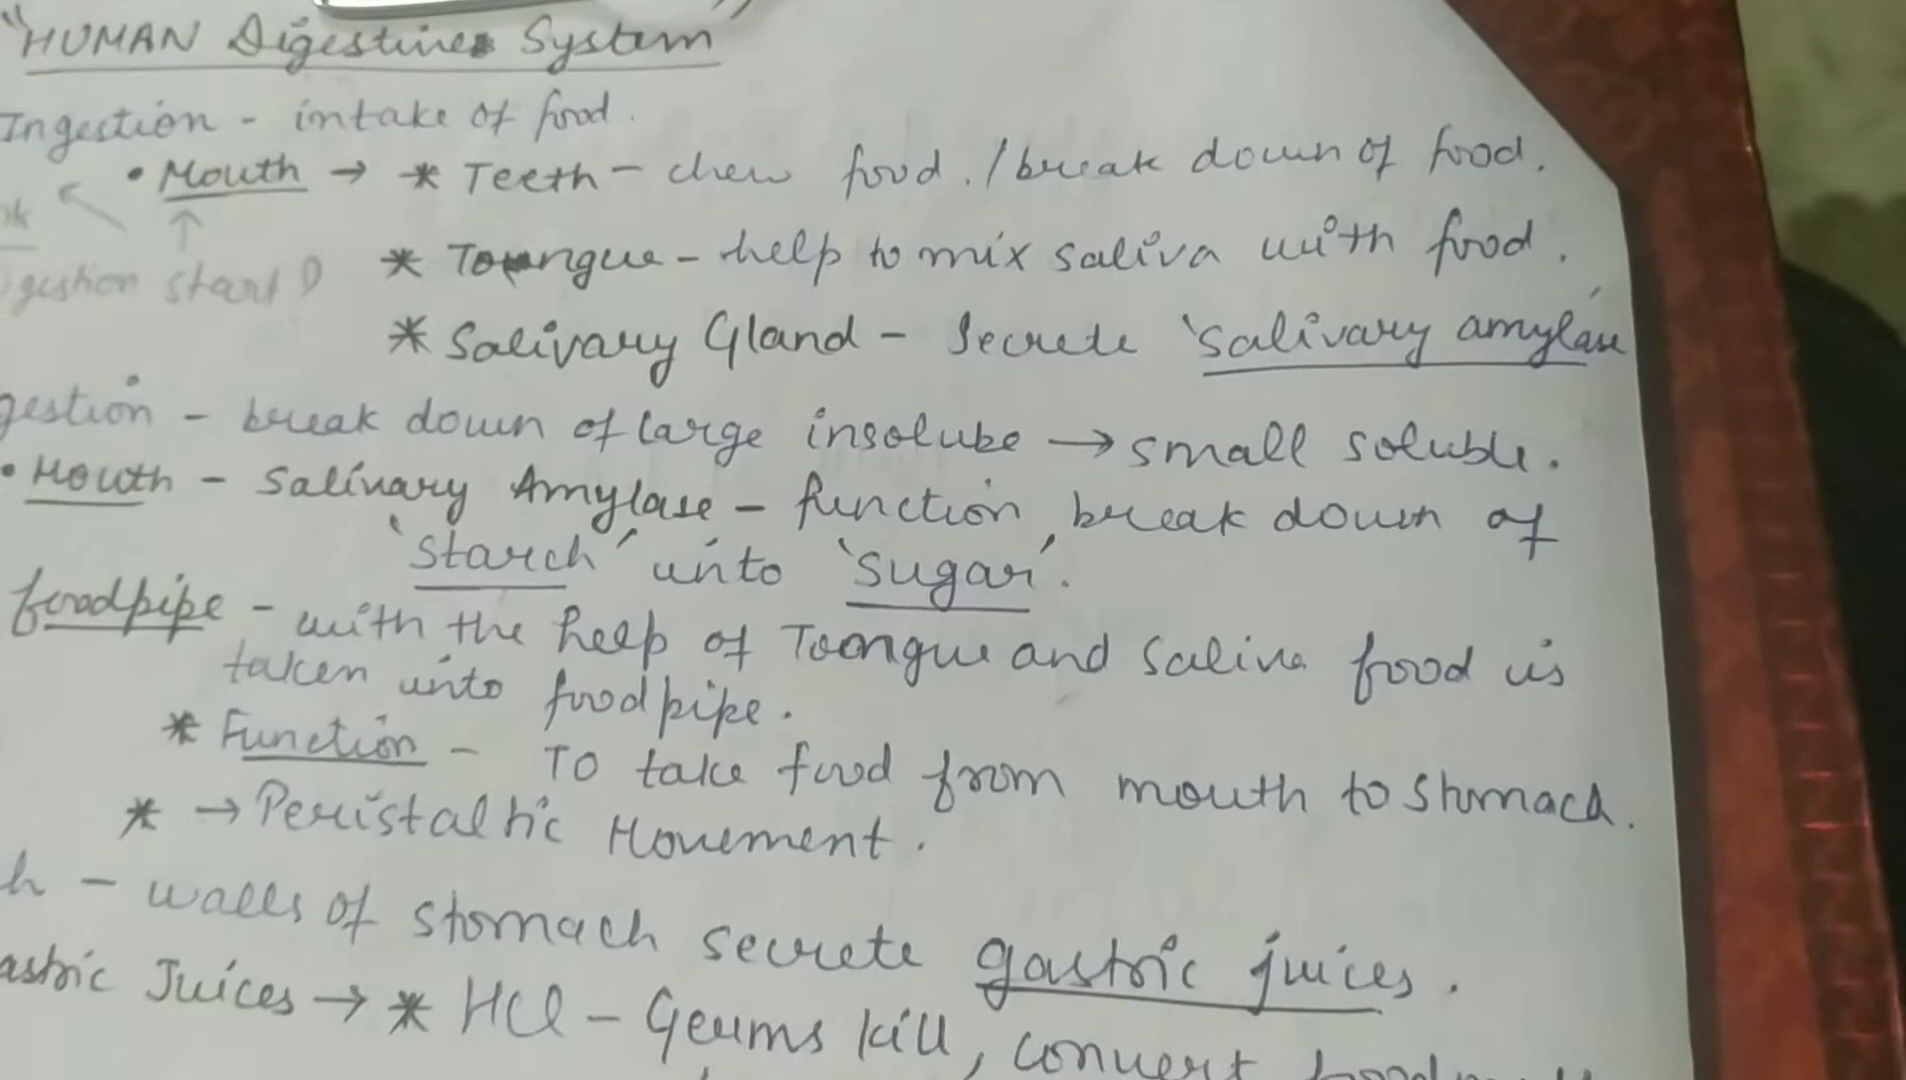 "HUMAN Digestive System"
Ingestion - intake of food.
• Mouth → * Teeth - chew food. / break down of food.
* Toungue - help to mix saliva with food.
gestion start
* Salivary Gland - Secrete 'salivary amylase'
gestion - break down of large insolube → small soluble.
• Mouth - Salivary Amylase - function, break down of
'starch' into 'sugar'.
foodpipe - with the help of Toongue and Saliva food is
taken into foodpipe.
* Function - To take food from mouth to Stomach.
* → Peristaltic Movement.
h - walls of stomach secrete gastric juices.
astric Juices → * HCl - Germs kill, convert food